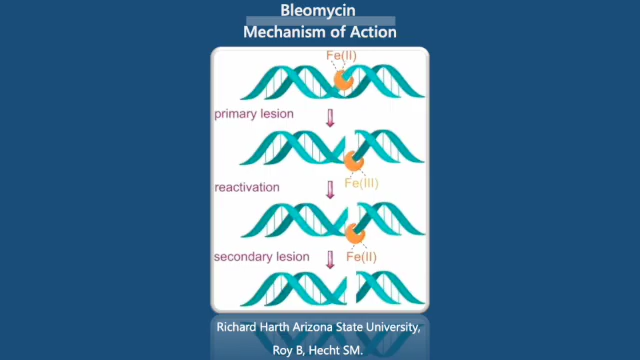 Bleomycin
Mechanism of Action
Fe(II)
primary lesion
Fe(III)
reactivation
secondary lesion
Fe(II)
Richard Harth Arizona State University,
Roy B, Hecht SM.